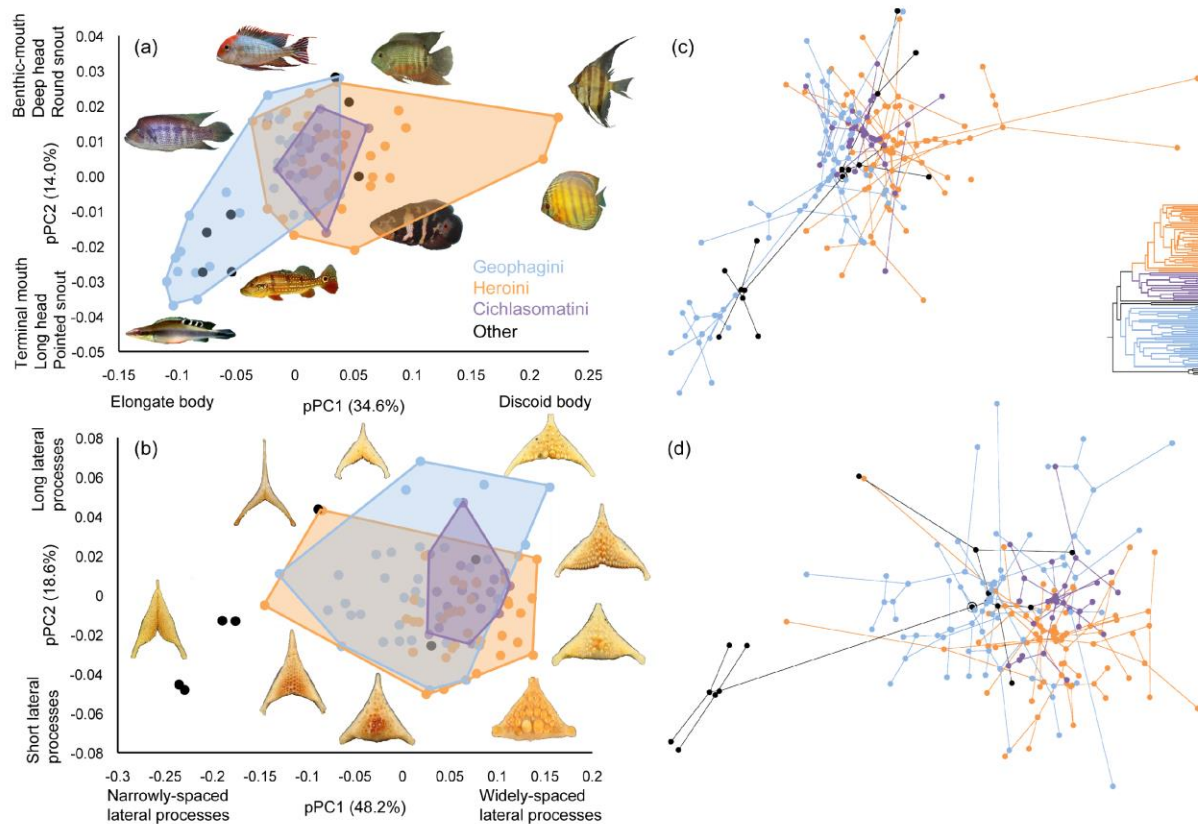 (a)
Benthic-mouth
Deep head
Round snout
pPC2 (14.0%)
Terminal mouth
Long head
Pointed snout
0.04
0.03
0.02
0.01
0.00
-0.01
-0.02
-0.03
-0.04
-0.05
Geophagini
Heroini
Cichlasomatini
Other
-0.15 -0.1 -0.05 0 0.05 0.1 0.15 0.2 0.25
Elongate body
pPC1 (34.6%)
Discoid body
(b)
Long lateral
processes
pPC2 (18.6%)
Short lateral
processes
0.08
0.06
0.04
0.02
0
-0.02
-0.04
-0.06
-0.08
-0.3 -0.25 -0.2 -0.15 -0.1 -0.05 0 0.05 0.1 0.15 0.2
Narrowly-spaced
lateral processes
pPC1 (48.2%)
Widely-spaced
lateral processes
(c)
(d)